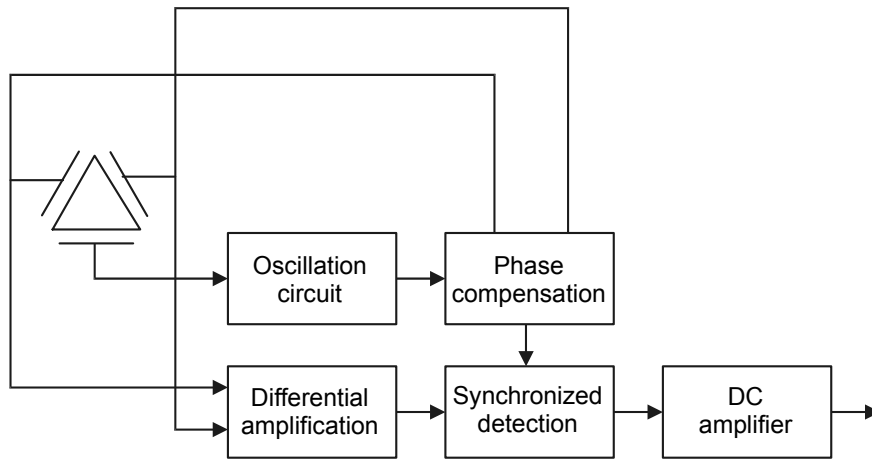 Oscillation
circuit
Phase
compensation
Differential
amplification
Synchronized
detection
DC
amplifier